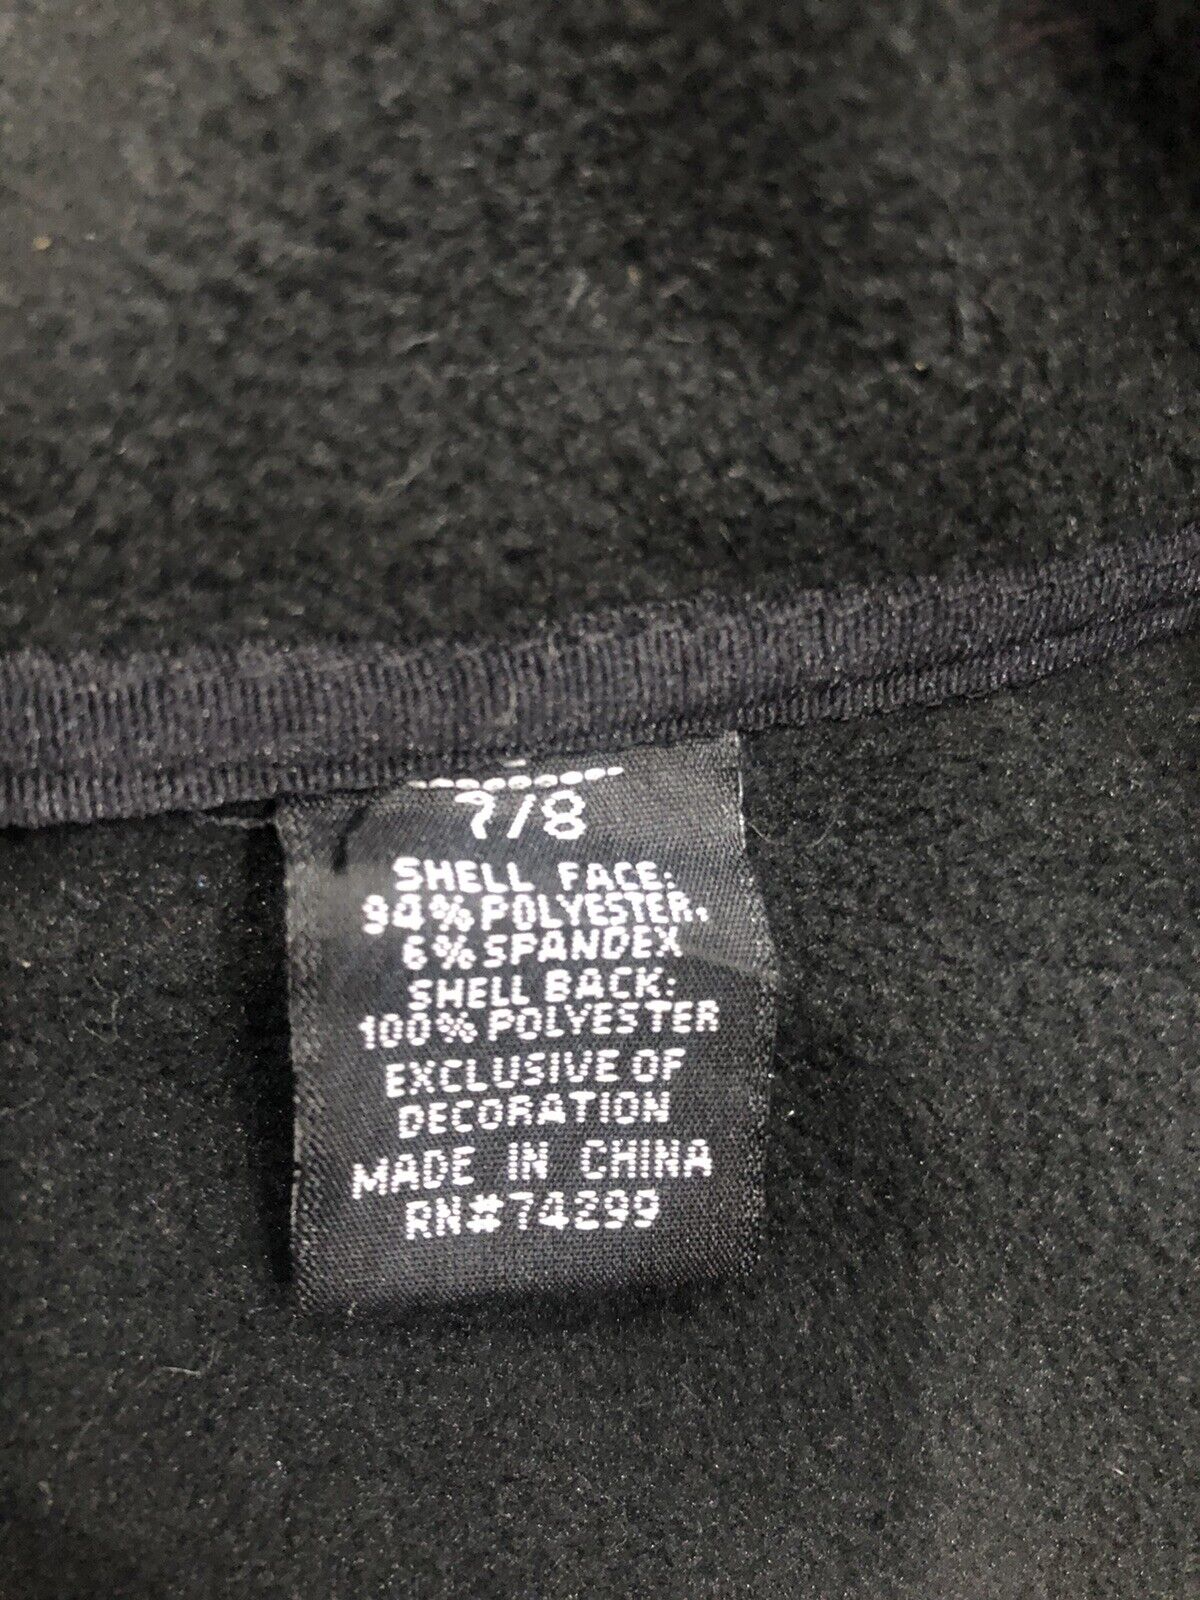 7/8
SHELL FACE:
94% POLYESTER,
6% SPANDEX
SHELL BACK:
100% POLYESTER
EXCLUSIVE OF
DECORATION
MADE IN CHINA
RN#74299